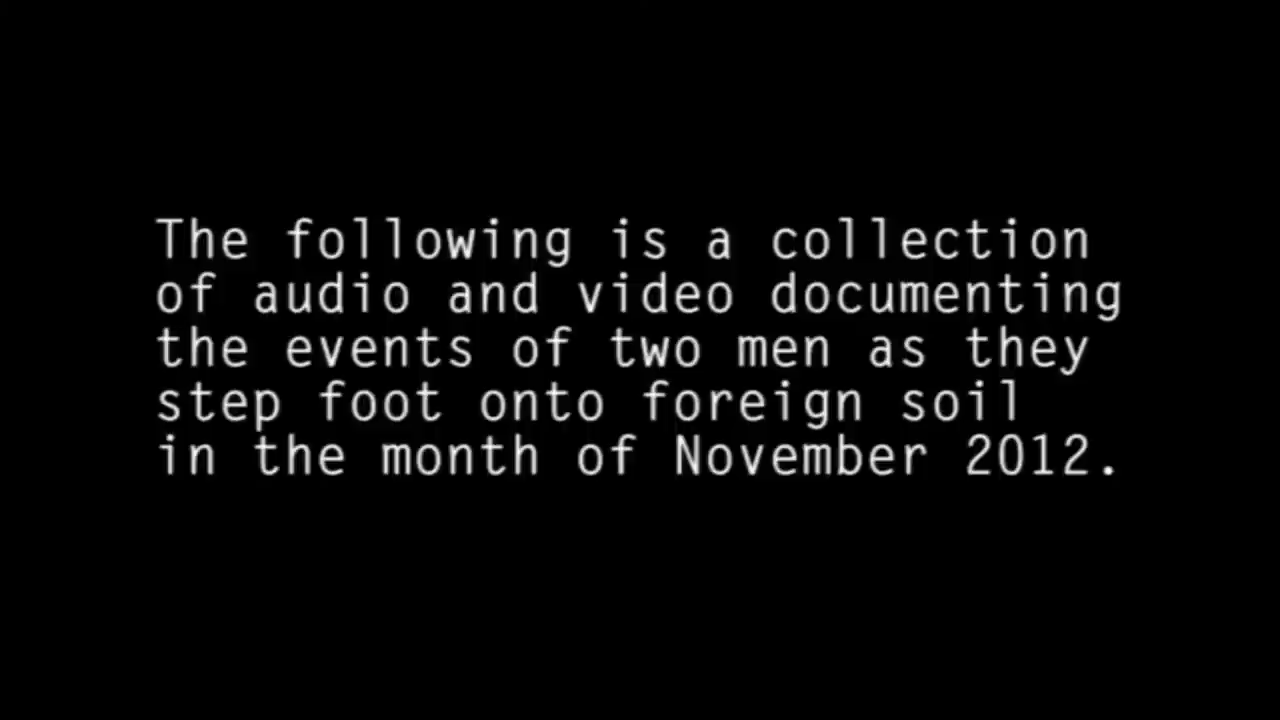 The following is a collection
of audio and video documenting
the events of two men as they
step foot onto foreign soil
in the month of November 2012.